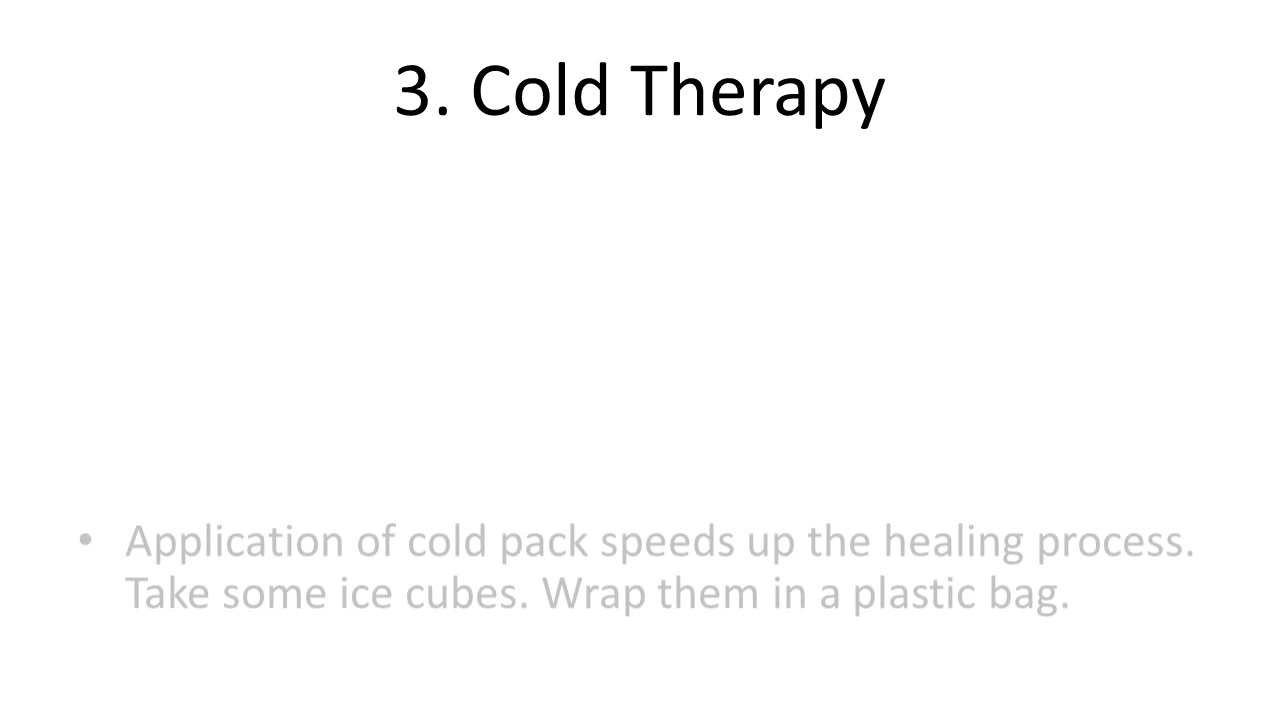 3. Cold Therapy
• Application of cold pack speeds up the healing process.
Take some ice cubes. Wrap them in a plastic bag.